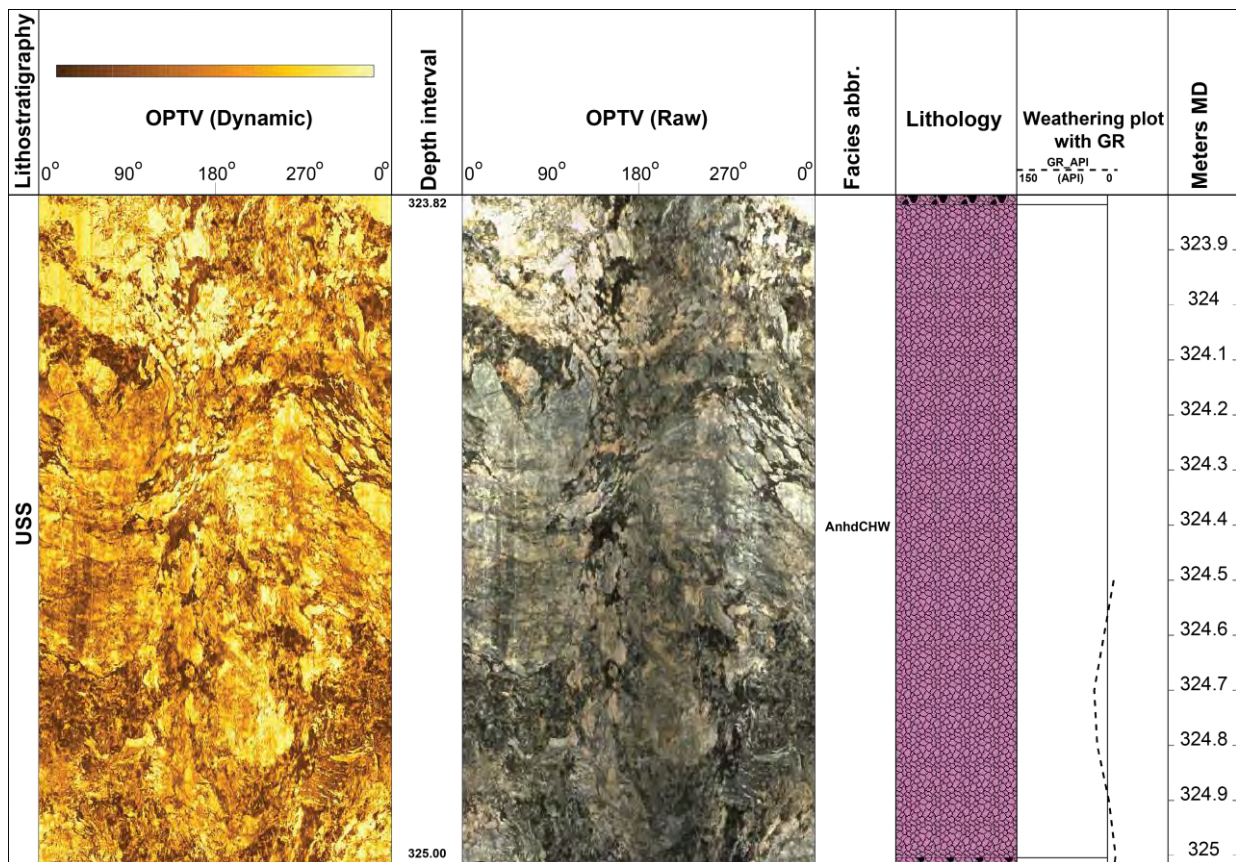 Lithostratigraphy
OPTV (Dynamic)
0° 90° 180° 270° 0°
Depth interval
OPTV (Raw)
0° 90° 180° 270° 0°
Facies abbr.
Lithology
Weathering plot
with GR
GR_API
150 (API) 0
Meters MD
323.82
323.9
324
324.1
324.2
324.3
USS
AnhdCHW
324.4
324.5
324.6
324.7
324.8
324.9
325.00
325